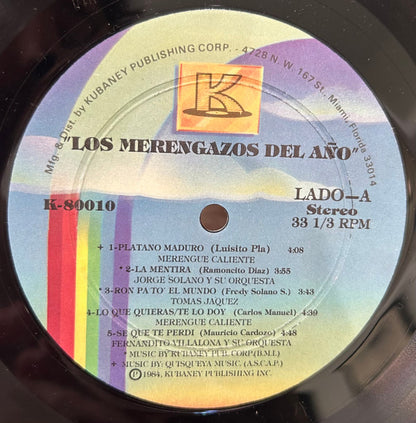 Mfg. & Dist. by KUBANEY PUBLISHING CORP. - 4728 N. W. 167 St., Miami, Florida 33014
K
"LOS MERENGAZOS DEL AÑO"
K-80010
LADO—A
Stereo
33 1/3 RPM
+ 1-PLATANO MADURO (Luisito Pla) 4:08
MERENGUE CALIENTE
* 2-LA MENTIRA (Ramoncito Diaz) 3:55
JORGE SOLANO Y SU ORQUESTA
* 3-RON PA TO' EL MUNDO (Fredy Solano S.) 3:43
TOMAS JAQUEZ
4-LO QUE QUIERAS/TE LO DOY (Carlos Manuel) 4:39
MERENGUE CALIENTE
5-SE QUE TE PERDI (Mauricio Cardozo) 4:48
FERNANDITO VILLALONA Y SU ORQUESTA
* MUSIC BY KUBANEY PUB. CORP (B.M.I.)
+ MUSIC BY: QUISQUEYA MUSIC. (A.S.C.A.P.)
Ⓟ 1984, KUBANEY PUBLISHING INC.